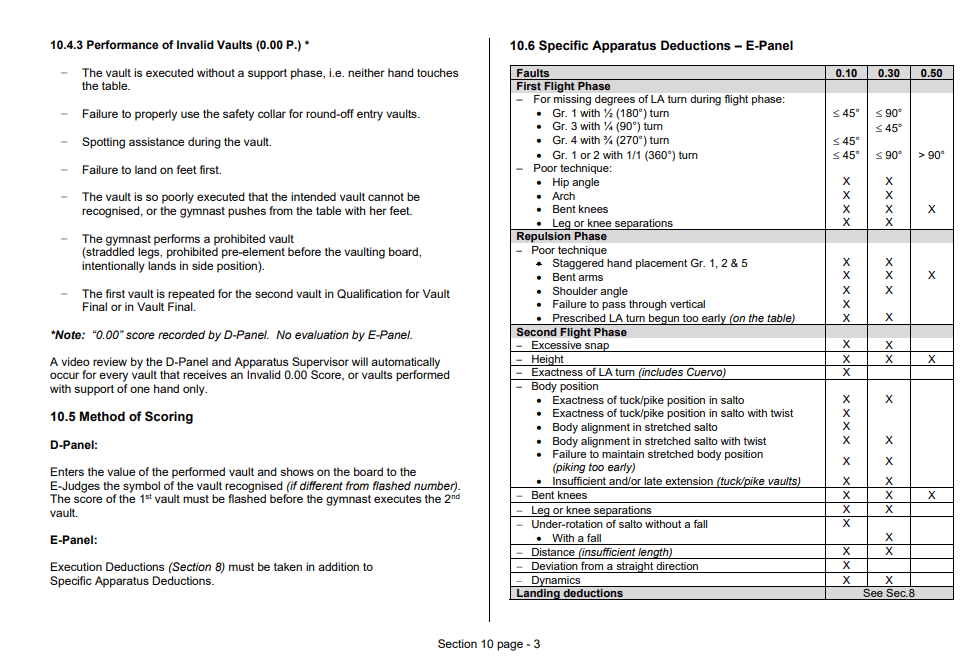 10.4.3 Performance of Invalid Vaults (0.00 P.) *
– The vault is executed without a support phase, i.e. neither hand touches
the table.
– Failure to properly use the safety collar for round-off entry vaults.
– Spotting assistance during the vault.
– Failure to land on feet first.
– The vault is so poorly executed that the intended vault cannot be
recognised, or the gymnast pushes from the table with her feet.
– The gymnast performs a prohibited vault
(straddled legs, prohibited pre-element before the vaulting board,
intentionally lands in side position).
– The first vault is repeated for the second vault in Qualification for Vault
Final or in Vault Final.
*Note: “0.00” score recorded by D-Panel. No evaluation by E-Panel.
A video review by the D-Panel and Apparatus Supervisor will automatically
occur for every vault that receives an Invalid 0.00 Score, or vaults performed
with support of one hand only.
10.5 Method of Scoring
D-Panel:
Enters the value of the performed vault and shows on the board to the
E-Judges the symbol of the vault recognised (if different from flashed number).
The score of the 1st vault must be flashed before the gymnast executes the 2nd
vault.
E-Panel:
Execution Deductions (Section 8) must be taken in addition to
Specific Apparatus Deductions.
10.6 Specific Apparatus Deductions – E-Panel
Faults 0.10 0.30 0.50
First Flight Phase
– For missing degrees of LA turn during flight phase:
• Gr. 1 with ½ (180°) turn ≤ 45° ≤ 90°
• Gr. 3 with ¼ (90°) turn ≤ 45°
• Gr. 4 with ¾ (270°) turn ≤ 45°
• Gr. 1 or 2 with 1/1 (360°) turn ≤ 45° ≤ 90° > 90°
– Poor technique:
• Hip angle X X
• Arch X X
• Bent knees X X X
• Leg or knee separations X X
Repulsion Phase
– Poor technique
• Staggered hand placement Gr. 1, 2 & 5 X X
• Bent arms X X X
• Shoulder angle X X
• Failure to pass through vertical X
• Prescribed LA turn begun too early (on the table) X X
Second Flight Phase
– Excessive snap X X
– Height X X X
– Exactness of LA turn (includes Cuervo) X
– Body position
• Exactness of tuck/pike position in salto X X
• Exactness of tuck/pike position in salto with twist X
• Body alignment in stretched salto X
• Body alignment in stretched salto with twist X X
• Failure to maintain stretched body position
(piking too early) X X
• Insufficient and/or late extension (tuck/pike vaults) X X
– Bent knees X X X
– Leg or knee separations X X
– Under-rotation of salto without a fall X
• With a fall X
– Distance (insufficient length) X X
– Deviation from a straight direction X
– Dynamics X X
Landing deductions See Sec.8
Section 10 page - 3